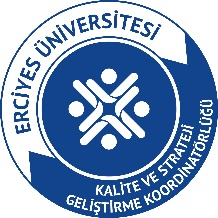 ERCİYES ÜNİVERSİTESİ
KALİTE VE STRATEJİ
GELİŞTİRME KOORDİNATÖRLÜĞÜ